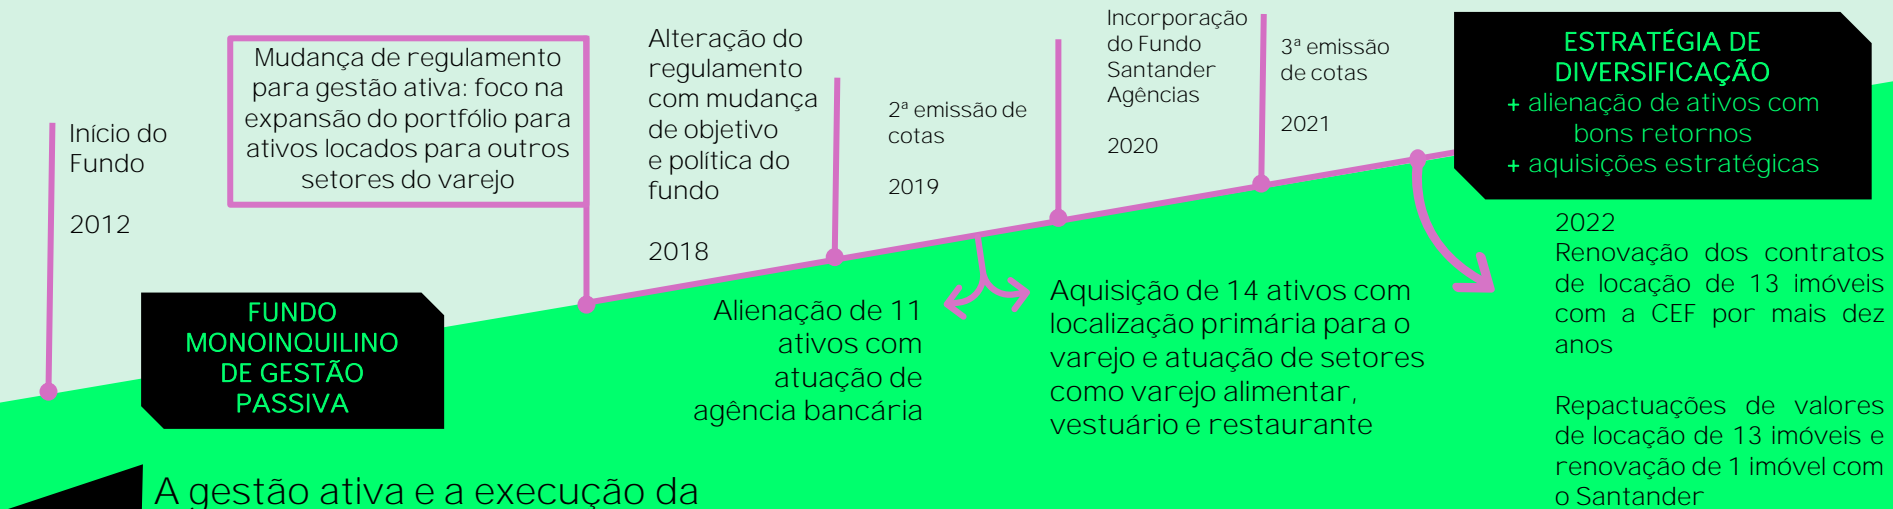 Início do
Fundo
2012
FUNDO
MONOINQUILINO
DE GESTÃO
PASSIVA
Mudança de regulamento
para gestão ativa: foco na
expansão do portfólio para
ativos locados para outros
setores do varejo
Alteração do
regulamento
com mudança
de objetivo
e política do
fundo
2018
2ª emissão de
cotas
2019
Alienação de 11
ativos com
atuação de
agência bancária
Aquisição de 14 ativos com
localização primária para o
varejo e atuação de setores
como varejo alimentar,
vestuário e restaurante
Incorporação
do Fundo
Santander
Agências
2020
3ª emissão
de cotas
2021
ESTRATÉGIA DE
DIVERSIFICAÇÃO
+ alienação de ativos com
bons retornos
+ aquisições estratégicas
2022
Renovação dos contratos
de locação de 13 imóveis
com a CEF por mais dez
anos
Repactuações de valores
de locação de 13 imóveis e
renovação de 1 imóvel com
o Santander
A gestão ativa e a execução da